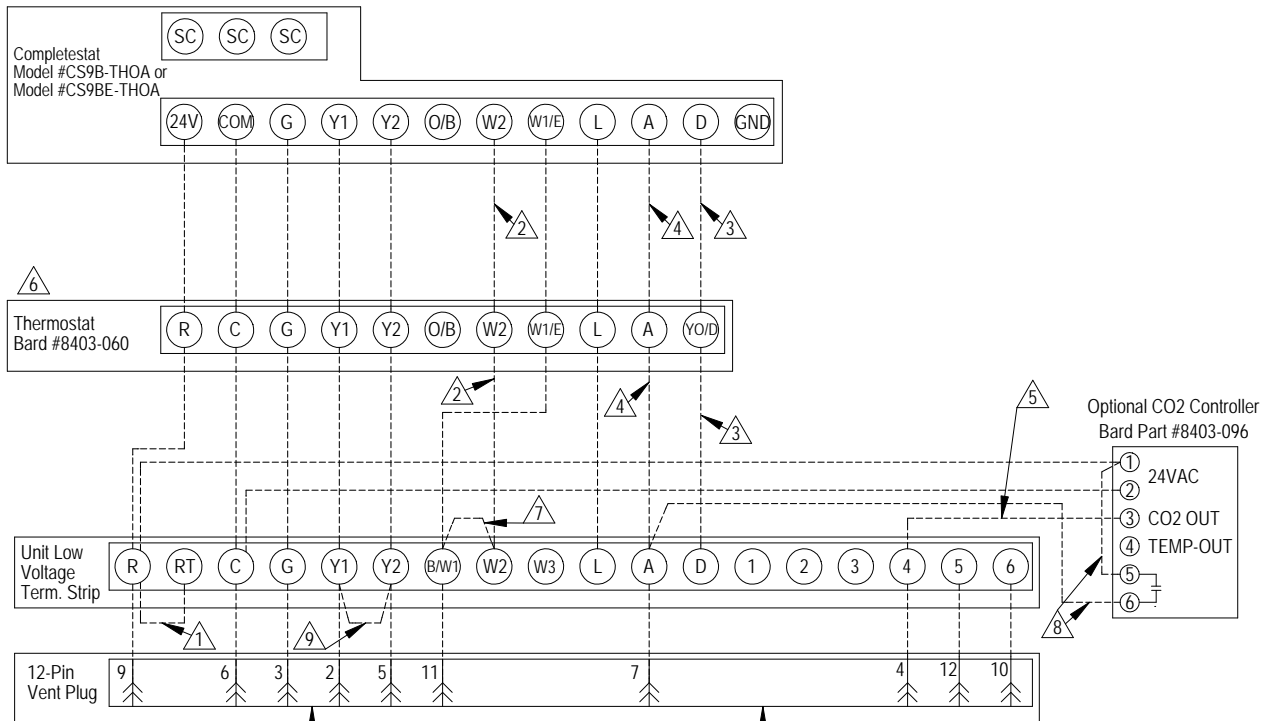 SC SC SC
Completestat
Model #CS9B-THOA or
Model #CS9BE-THOA
24V COM G Y1 Y2 O/B W2 W1/E L A D GND
2 4 3
6
Thermostat
Bard #8403-060
R C G Y1 Y2 O/B W2 W1/E L A YO/D
2 4 3 5
Optional CO2 Controller
Bard Part #8403-096
1
24VAC
2
3 CO2 OUT
4 TEMP-OUT
5
6
7
8
Unit Low
Voltage
Term. Strip
R RT C G Y1 Y2 B/W1 W2 W3 L A D 1 2 3 4 5 6
1 9
12-Pin
Vent Plug
9 6 3 2 5 11 7 4 12 10